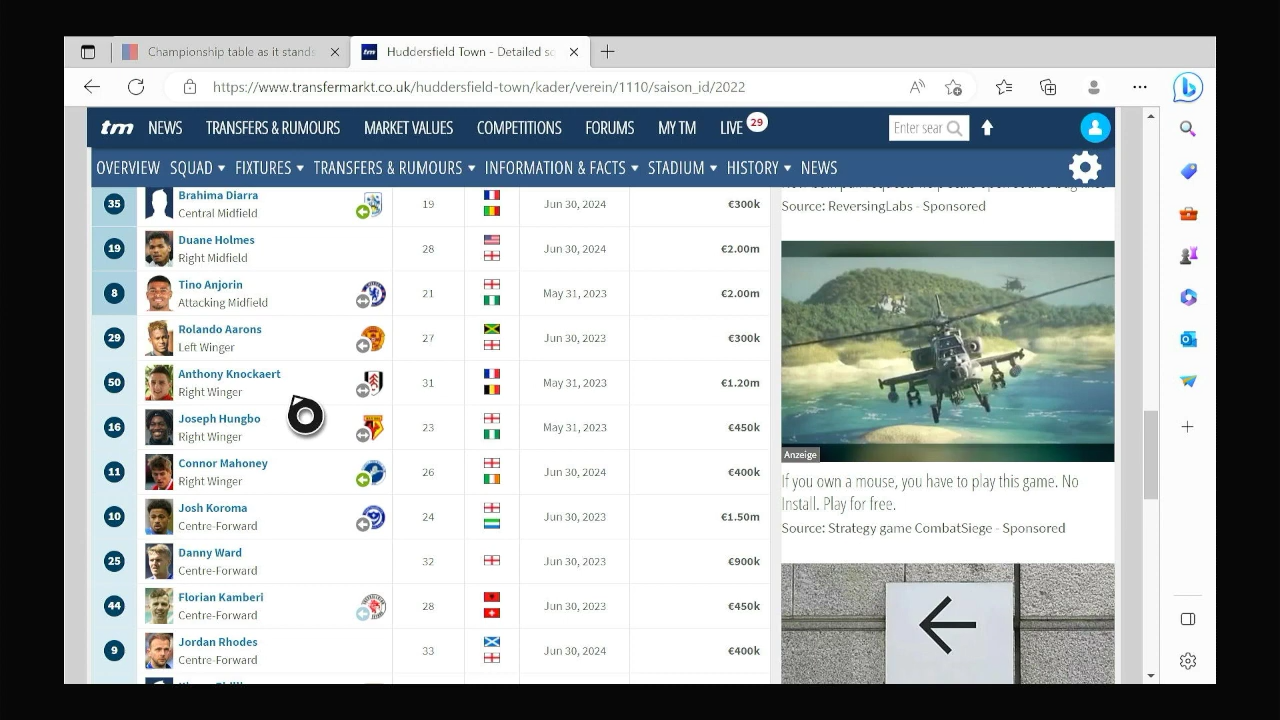 Championship table as it stands
Huddersfield Town - Detailed sq
https://www.transfermarkt.co.uk/huddersfield-town/kader/verein/1110/saison_id/2022
tm NEWS TRANSFERS & RUMOURS MARKET VALUES COMPETITIONS FORUMS MY TM LIVE 29 Enter sear
OVERVIEW SQUAD FIXTURES TRANSFERS & RUMOURS INFORMATION & FACTS STADIUM HISTORY NEWS
35 Brahima Diarra 19 Jun 30, 2024 €300k
Central Midfield
19 Duane Holmes 28 Jun 30, 2024 €2.00m
Right Midfield
8 Tino Anjorin 21 May 31, 2023 €2.00m
Attacking Midfield
29 Rolando Aarons 27 Jun 30, 2023 €300k
Left Winger
50 Anthony Knockaert 31 May 31, 2023 €1.20m
Right Winger
16 Joseph Hungbo 23 May 31, 2023 €450k
Right Winger
11 Connor Mahoney 26 Jun 30, 2023 €400k
Right Winger
10 Josh Koroma 24 Jun 30, 2023 €1.50m
Centre-Forward
25 Danny Ward 32 Jun 30, 2023 €900k
Centre-Forward
44 Florian Kamberi 28 Jun 30, 2023 €450k
Centre-Forward
9 Jordan Rhodes 33 Jun 30, 2024 €400k
Centre-Forward
Source: ReversingLabs - Sponsored
Anzeige
If you own a mouse, you have to play this game. No
Install. Play for free.
Source: Strategy game CombatSiege - Sponsored